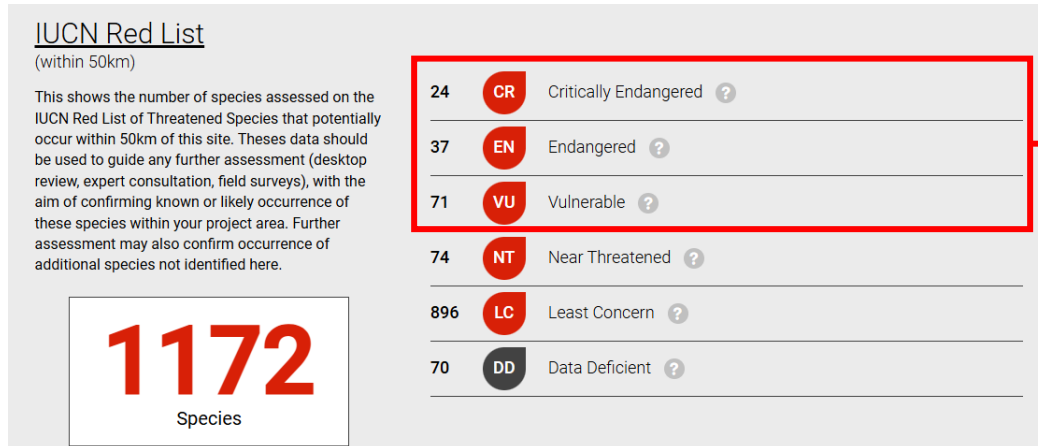 IUCN Red List
(within 50km)
This shows the number of species assessed on the
IUCN Red List of Threatened Species that potentially
occur within 50km of this site. Theses data should
be used to guide any further assessment (desktop
review, expert consultation, field surveys), with the
aim of confirming known or likely occurrence of
these species within your project area. Further
assessment may also confirm occurrence of
additional species not identified here.
1172
Species
24 CR Critically Endangered ?
37 EN Endangered ?
71 VU Vulnerable ?
74 NT Near Threatened ?
896 LC Least Concern ?
70 DD Data Deficient ?